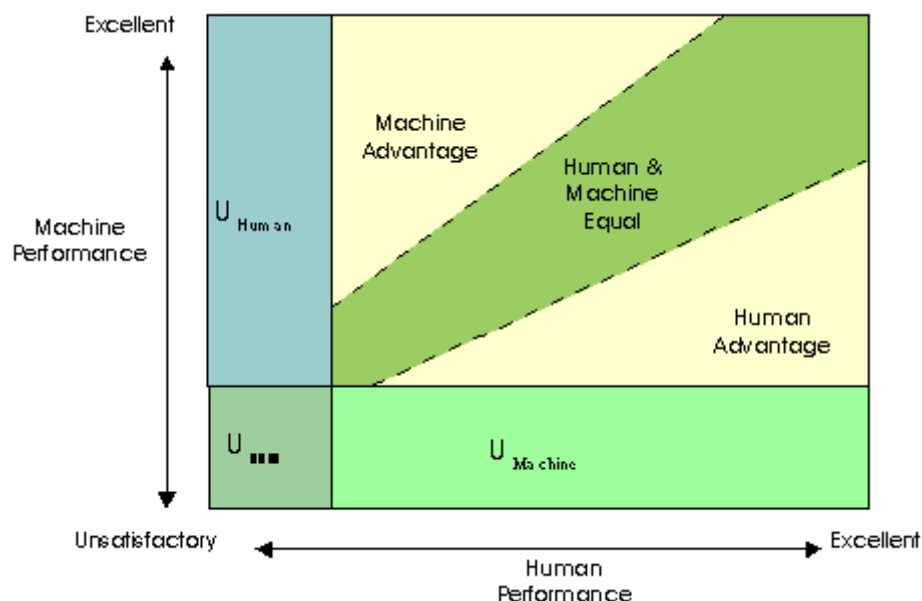 Excellent
Machine
Advantage
Human &
Machine
Equal
U Human
Machine
Performance
Human
Advantage
U
U Machine
Unsatisfactory
Excellent
Human
Performance